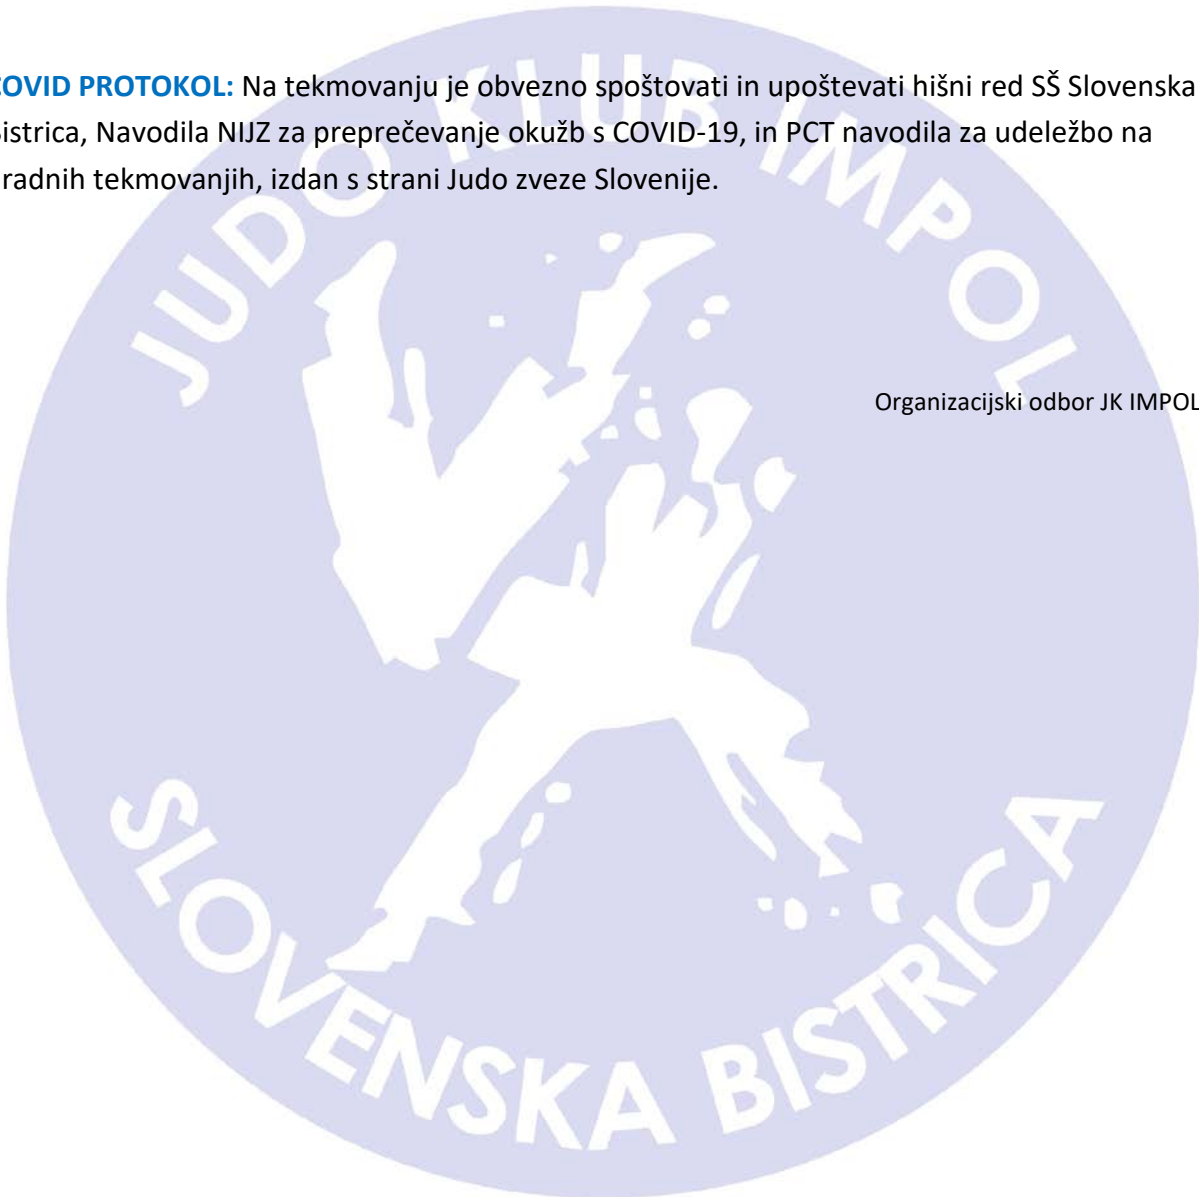 COVID PROTOKOL: Na tekmovanju je obvezno spoštovati in upoštevati hišni red SŠ Slovenska
Bistrica, Navodila NIJZ za preprečevanje okužb s COVID-19, in PCT navodila za udeležbo na
uradnih tekmovanjih, izdan s strani Judo zveze Slovenije.
JUDO KLUB IMPOL
Organizacijski odbor JK IMPOL
SLOVENSKA BISTRICA